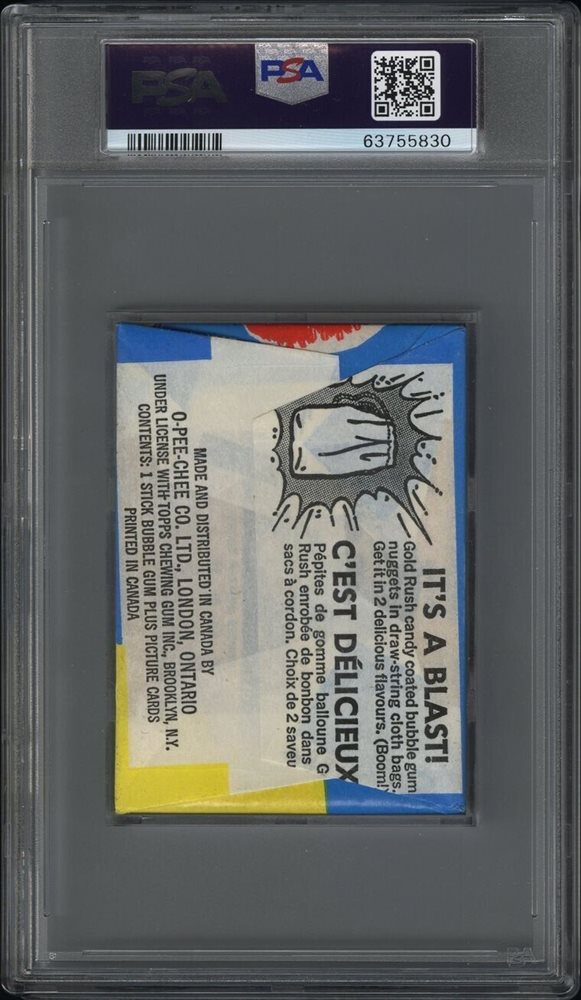 PSA
PSA
63755830
IT'S A BLAST!
Gold Rush candy coated bubble gum
nuggets in draw-string cloth bags.
Get it in 2 delicious flavours. (Boom!
C'EST DÉLICIEUX
Pépites de gomme balloune G
Rush enrobée de bonbon dans
sacs à cordon. Choix de 2 saveu
MADE AND DISTRIBUTED IN CANADA BY
O-PEE-CHEE CO. LTD., LONDON, ONTARIO
UNDER LICENSE WITH TOPPS CHEWING GUM INC., BROOKLYN, N.Y.
CONTENTS: 1 STICK BUBBLE GUM PLUS PICTURE CARDS
PRINTED IN CANADA